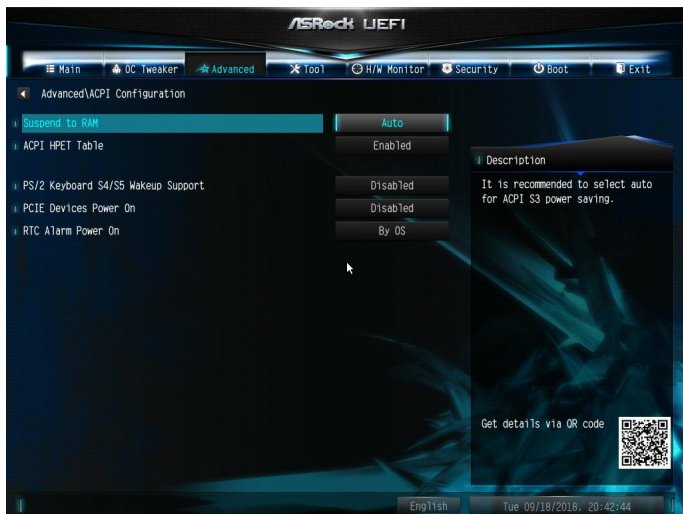 ASRock UEFI
Main
OC Tweaker
Advanced
Tool
H/W Monitor
Security
Boot
Exit
Advanced\ACPI Configuration
Suspend to RAM Auto
ACPI HPET Table Enabled
PS/2 Keyboard S4/S5 Wakeup Support Disabled
PCIE Devices Power On Disabled
RTC Alarm Power On By OS
Description
It is recommended to select auto
for ACPI S3 power saving.
Get details via QR code
English
Tue 09/18/2018. 20:42:44